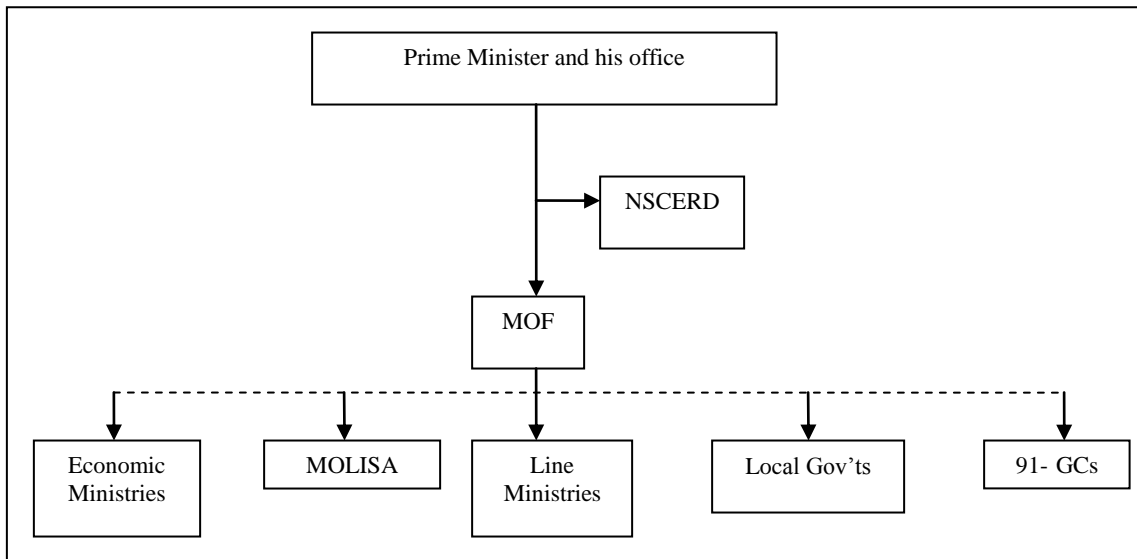 Prime Minister and his office
NSCERD
MOF
Economic
Ministries
MOLISA
Line
Ministries
Local Gov’ts
91- GCs